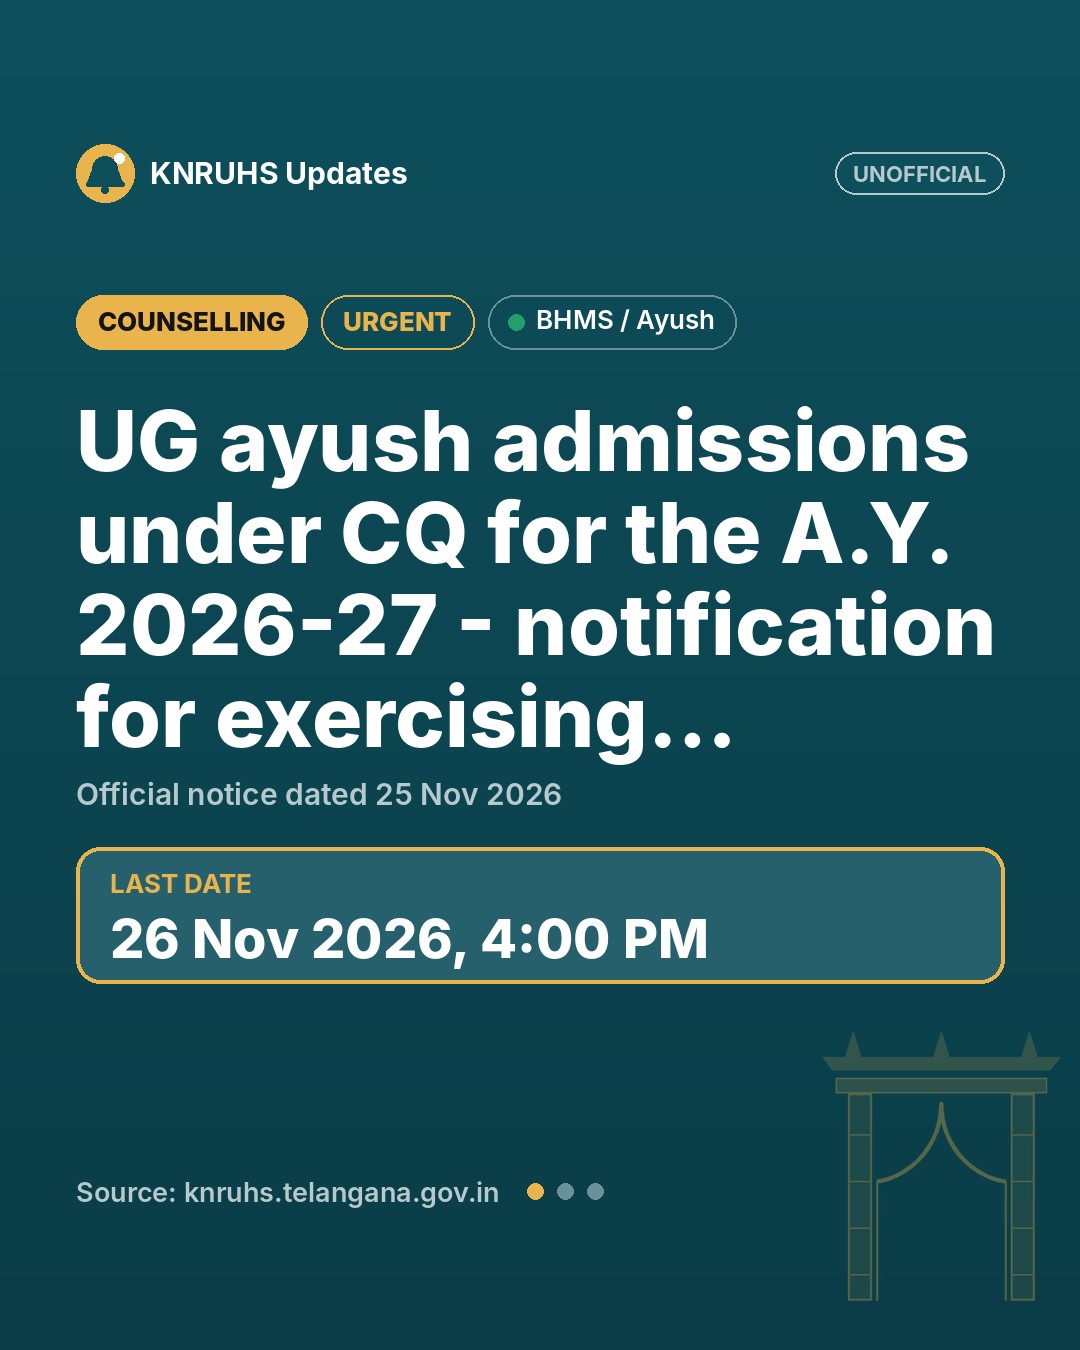 KNRUHS Updates
UNOFFICIAL
COUNSELLING
URGENT
BHMS / Ayush
UG ayush admissions
under CQ for the A.Y.
2026-27 - notification
for exercising...
Official notice dated 25 Nov 2026
LAST DATE
26 Nov 2026, 4:00 PM
Source: knruhs.telangana.gov.in